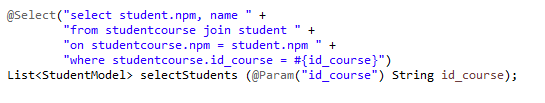 @Select("select student.npm, name " +
"from studentcourse join student " +
"on studentcourse.npm = student.npm " +
"where studentcourse.id_course = #{id_course}")
List<StudentModel> selectStudents (@Param("id_course") String id_course);